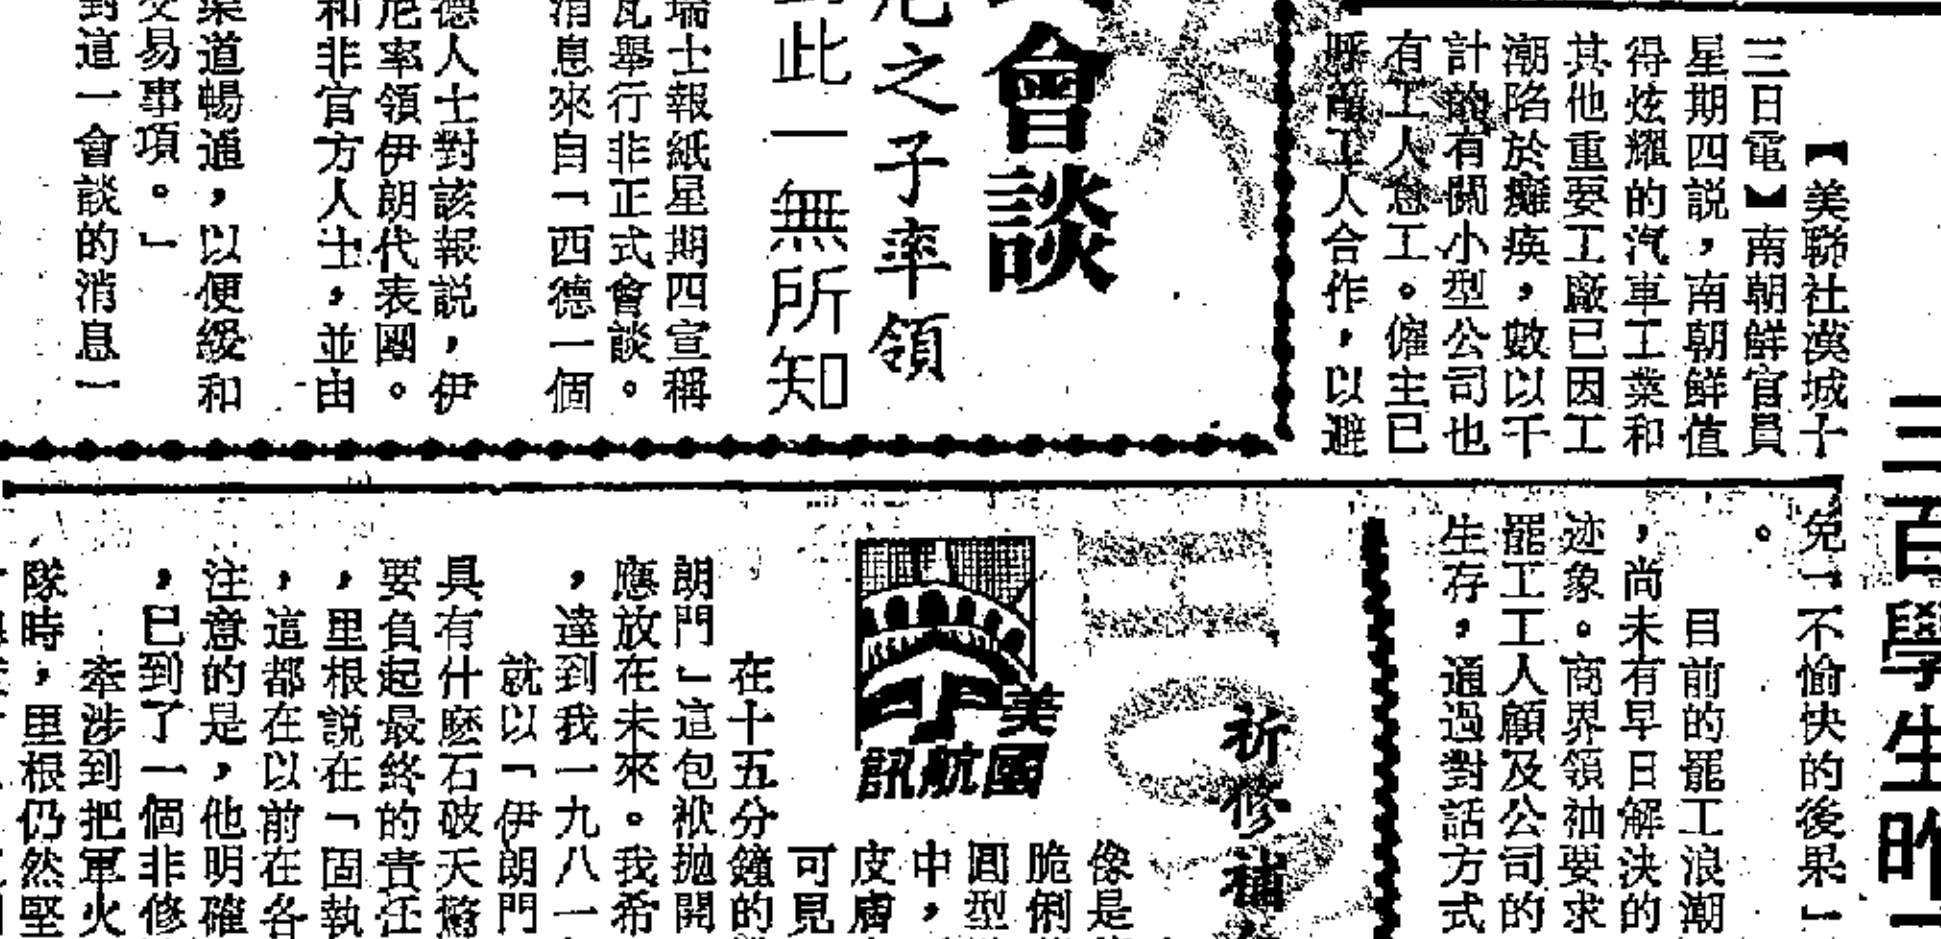 【美聯社漢城十
三日電】南朝鮮官員
星期四説，南朝鮮值
得炫耀的汽車工業和
其他重要工廠已因工
潮陷於癱瘓，數以千
計的有關小型公司也
有工人怠工。僱主已
呼籲工人合作，以避
免「不愉快的後果」
。
目前的罷工浪潮
，尚未有早日解決的
迹象。商界領袖要求
罷工工人顧及公司的
生存，通過對話方式
三百學生昨
會談
之子率領
此一無所知
瑞士報紙星期四宣稱
瓦舉行非正式會談。
消息來自「西德一個
德人士對該報説，伊
尼率領伊朗代表團。
和非官方人士，並由
渠道暢通，以便緩和
交易事項。」
對這一會談的消息一
祈修補
像是
脆俐
圓型
中，
皮膚
可見
美國航訊
在十五分鐘的
朗門」這包袱拋開
應放在未來。我希
，達到我一九八一
就以「伊朗門
具有什麽石破天驚
要負起最終的責任
，里根説在「固執
，這都在以前在各
注意的是，他明確
，已到了一個非修
牽涉到把軍火
隊時，里根仍然堅